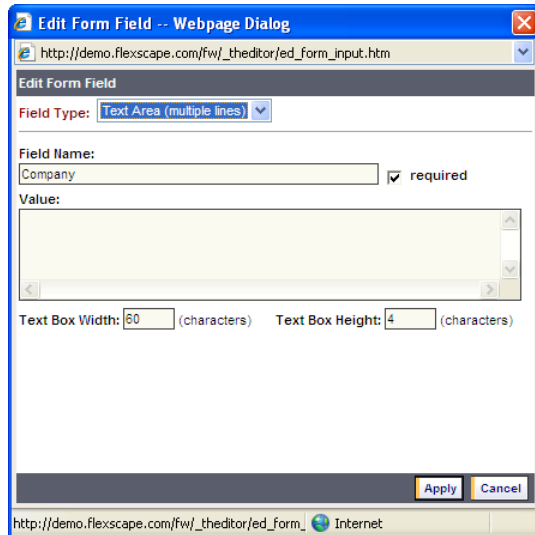 Edit Form Field -- Webpage Dialog
http://demo.flexscape.com/fw/_theditor/ed_form_input.htm
Edit Form Field
Field Type: Text Area (multiple lines)
Field Name:
Company required
Value:
Text Box Width: 60 (characters) Text Box Height: 4 (characters)
Apply Cancel
http://demo.flexscape.com/fw/_theditor/ed_form_ Internet